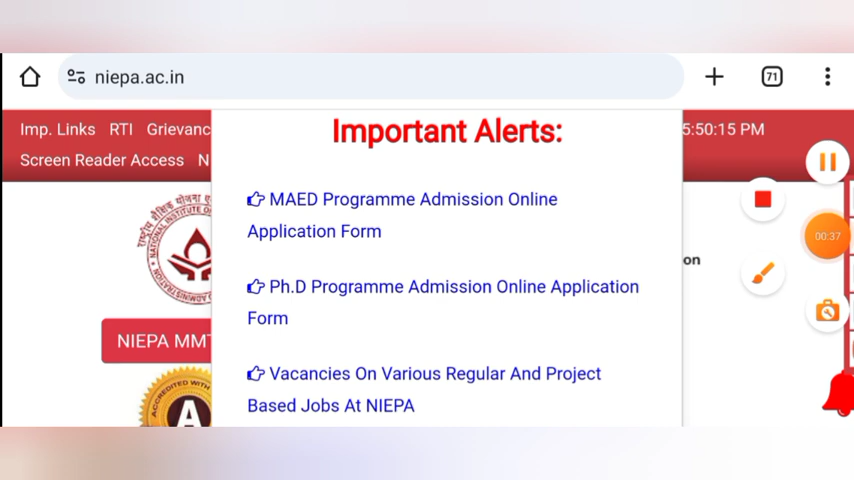 niepa.ac.in
71
Imp. Links RTI Grievanc
5:50:15 PM
Screen Reader Access N
Important Alerts:
MAED Programme Admission Online
Application Form
Ph.D Programme Admission Online Application
Form
Vacancies On Various Regular And Project
Based Jobs At NIEPA
on
NIEPA MMT
ACCREDITED WITH
A
00:37